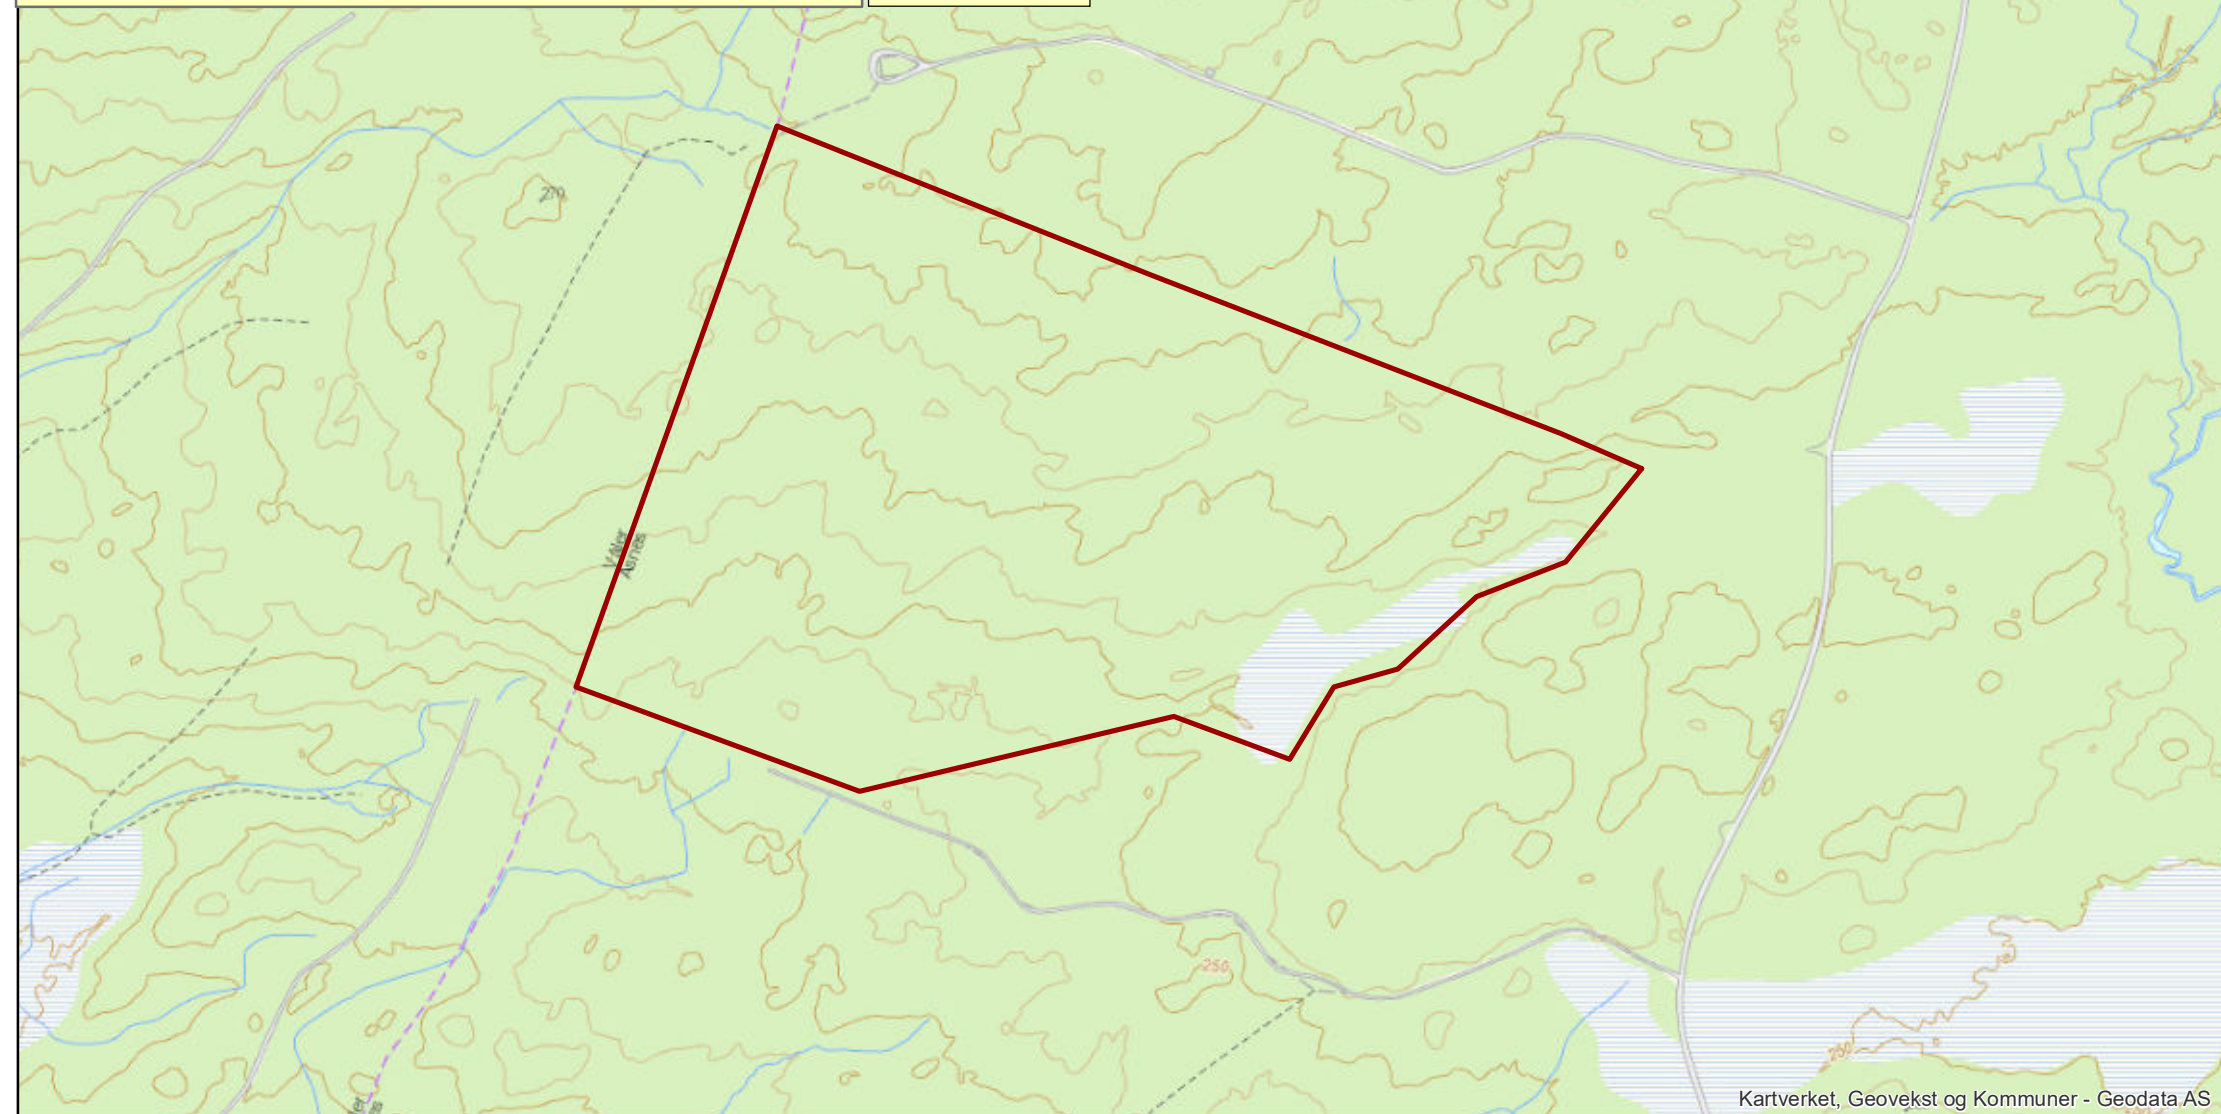 270
Våler
Åsnes
250
250
Kartverket, Geovekst og Kommuner - Geodata AS